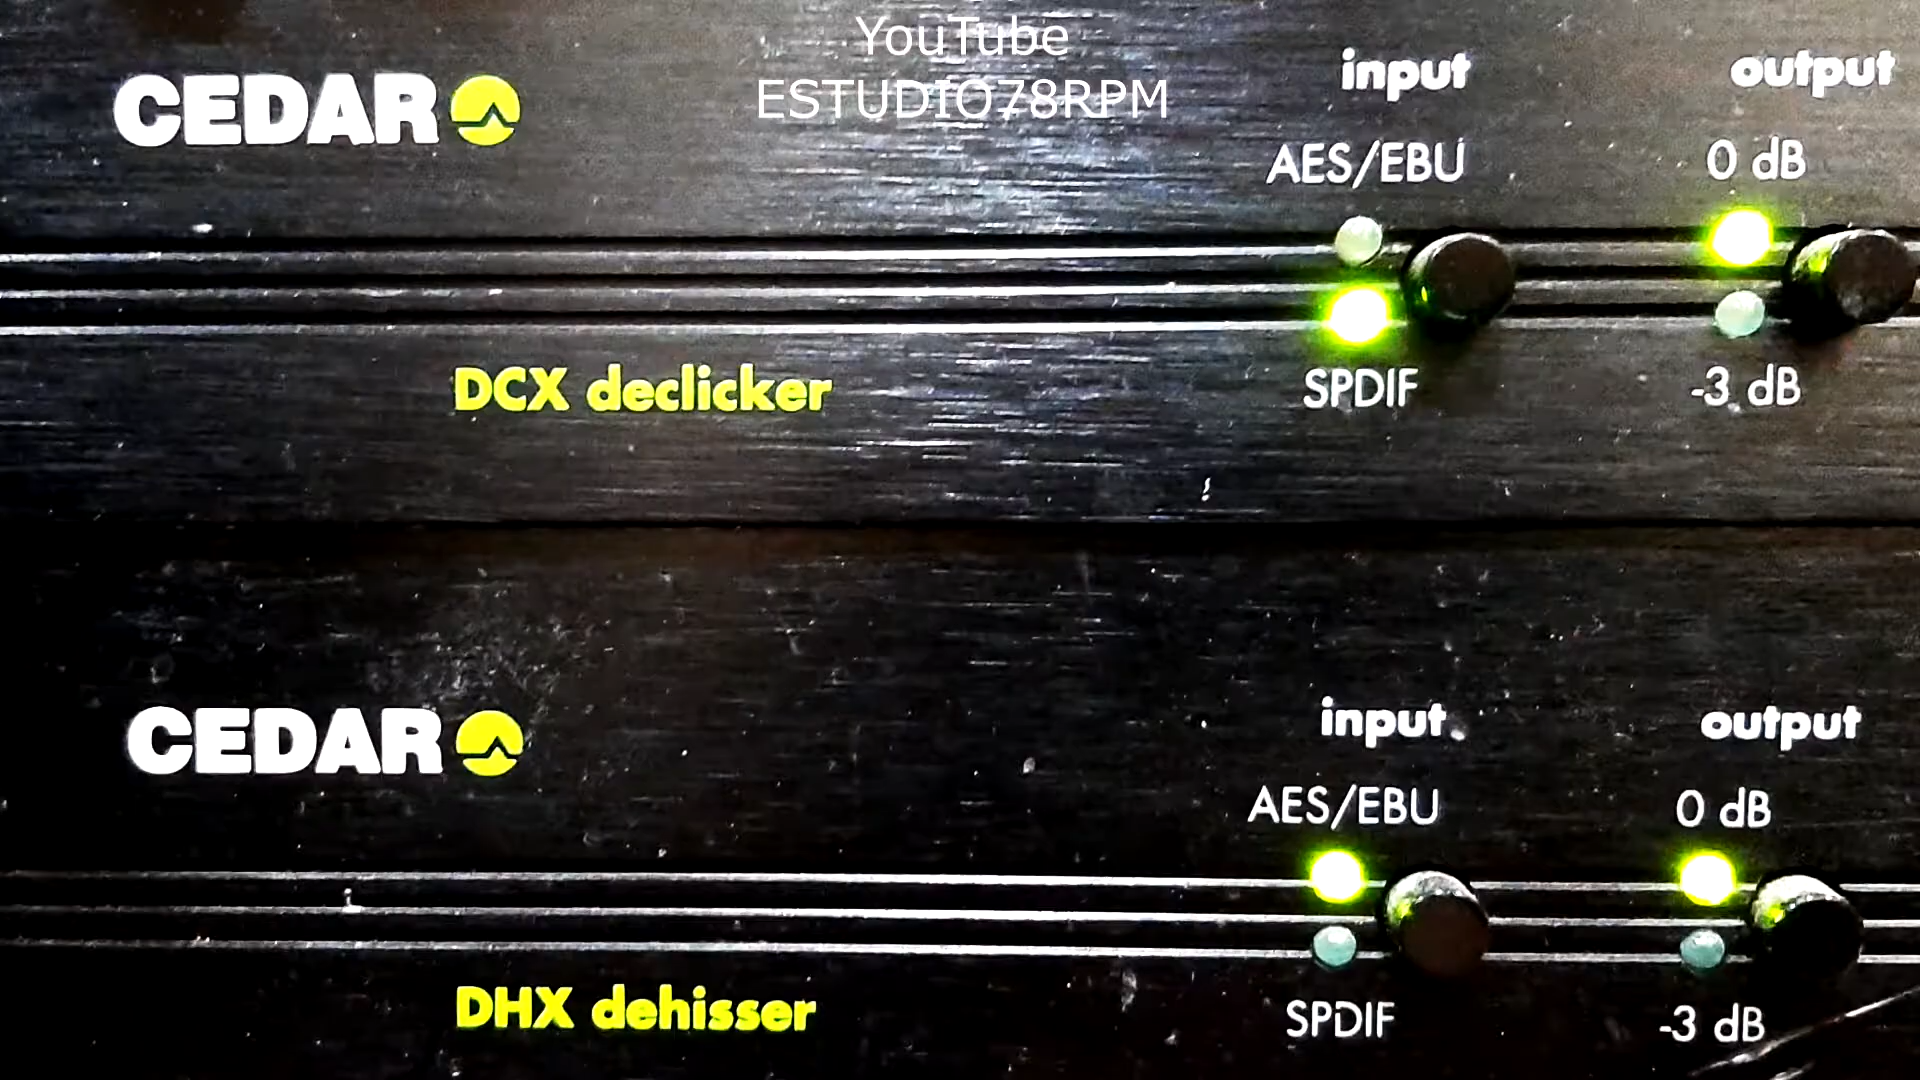 YouTube
ESTUDIO78RPM
CEDAR
input
output
AES/EBU
0 dB
SPDIF
-3 dB
DCX declicker
CEDAR
input
output
AES/EBU
0 dB
SPDIF
-3 dB
DHX dehisser